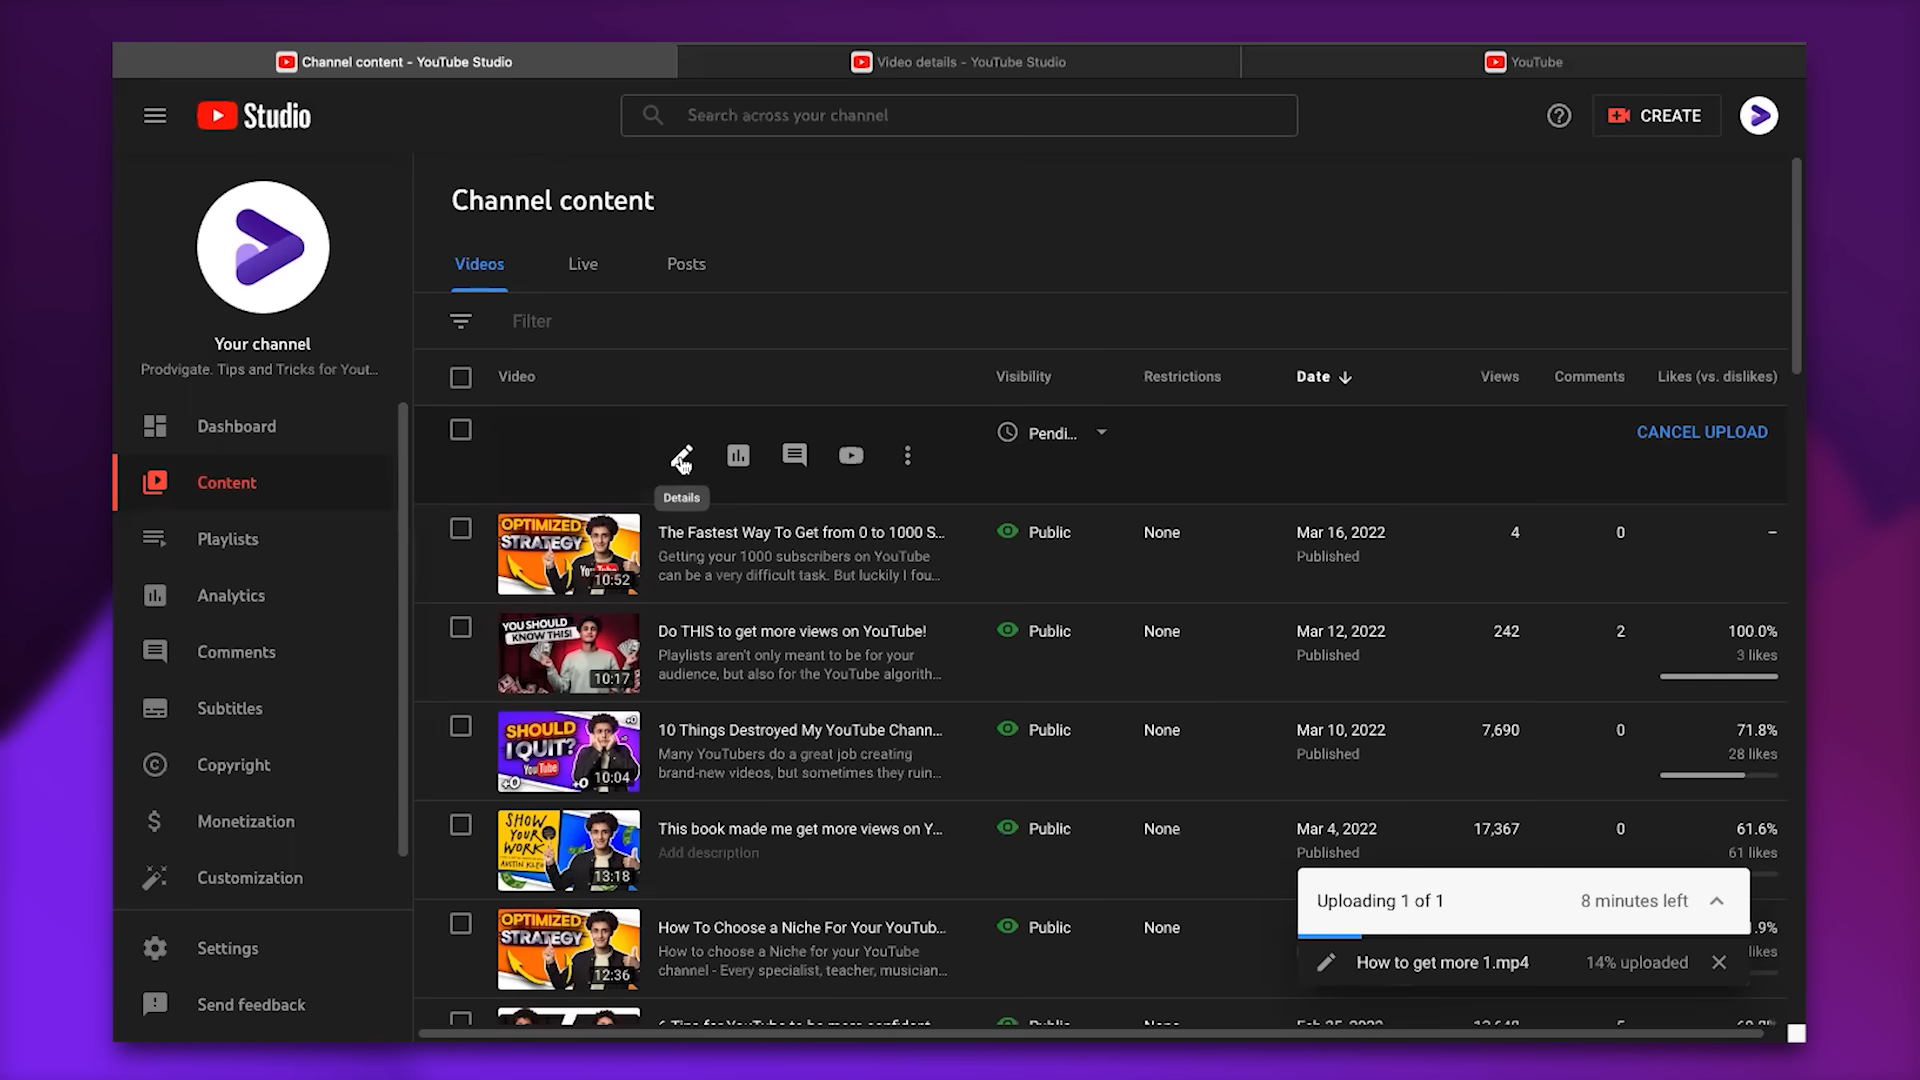 Channel content - YouTube Studio
Video details - YouTube Studio
YouTube
Studio
Search across your channel
CREATE
Your channel
Prodvigate. Tips and Tricks for Yout...
Dashboard
Content
Playlists
Analytics
Comments
Subtitles
Copyright
Monetization
Customization
Settings
Send feedback
Channel content
Videos Live Posts
Filter
Video Visibility Restrictions Date Views Comments Likes (vs. dislikes)
Pendi... CANCEL UPLOAD
Details
OPTIMIZED
STRATEGY
You
10:52
The Fastest Way To Get from 0 to 1000 S... Public None Mar 16, 2022 4 0 –
Getting your 1000 subscribers on YouTube Published
can be a very difficult task. But luckily I fou...
YOU SHOULD
KNOW THIS!
10:17
Do THIS to get more views on YouTube! Public None Mar 12, 2022 242 2 100.0%
Playlists aren't only meant to be for your Published 3 likes
audience, but also for the YouTube algorith...
SHOULD
I QUIT?
YouTube
+0
+0
+0
10:04
10 Things Destroyed My YouTube Chann... Public None Mar 10, 2022 7,690 0 71.8%
Many YouTubers do a great job creating Published 28 likes
brand-new videos, but sometimes they ruin...
SHOW
YOUR
WORK
13:18
This book made me get more views on Y... Public None Mar 4, 2022 17,367 0 61.6%
Add description Published 61 likes
OPTIMIZED
STRATEGY
12:36
How To Choose a Niche For Your YouTub... Public None .9%
How to choose a Niche for your YouTube likes
channel - Every specialist, teacher, musician...
Uploading 1 of 1 8 minutes left
How to get more 1.mp4 14% uploaded